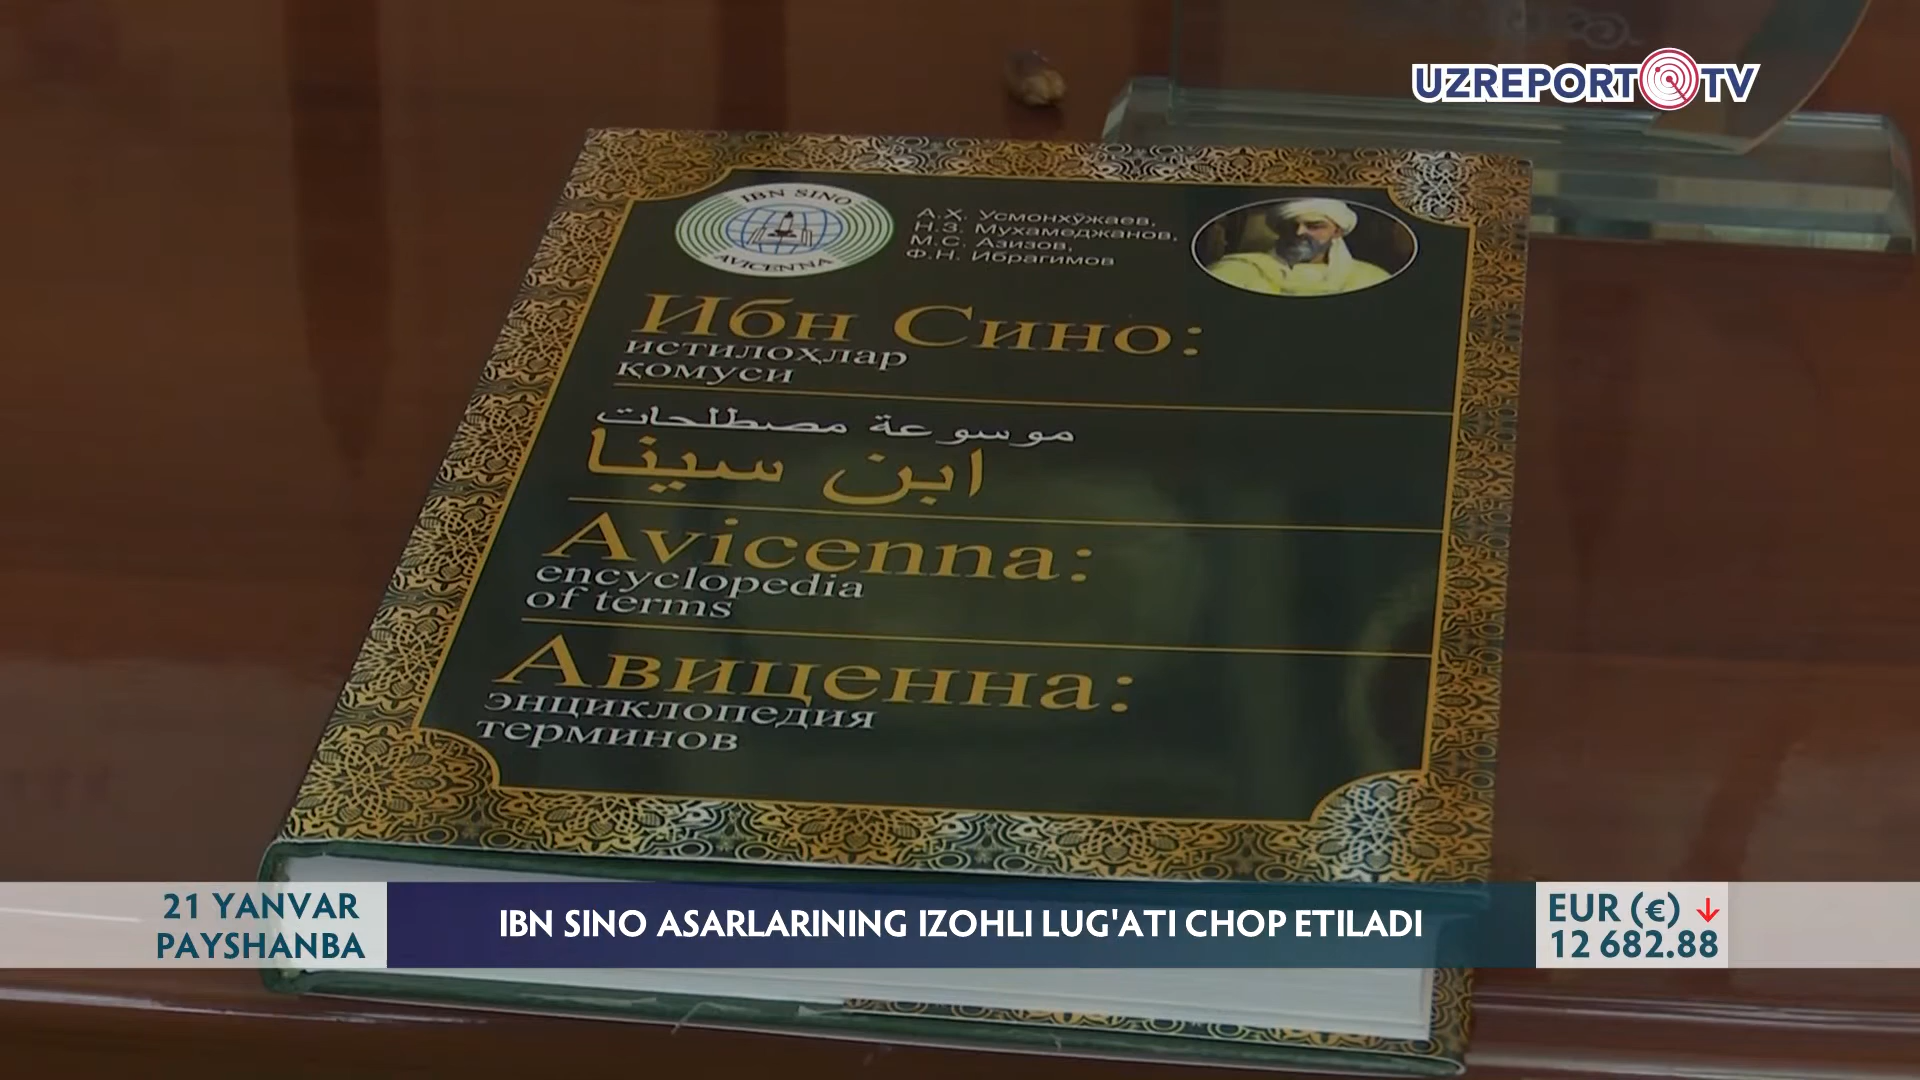 UZREPORT TV
IBN SINO
AVICENNA
А.Ҳ. Усмонхўжаев,
Н.З. Мухамеджанов,
М.С. Азизов,
Ф.Н. Ибрагимов
Ибн Сино:
истилоҳлар
қомуси
موسوعة مصطلحات
ابن سينا
Avicenna:
encyclopedia
of terms
Авиценна:
энциклопедия
терминов
21 YANVAR
PAYSHANBA
IBN SINO ASARLARINING IZOHLI LUG'ATI CHOP ETILADI
EUR (€) ↓
12 682.88